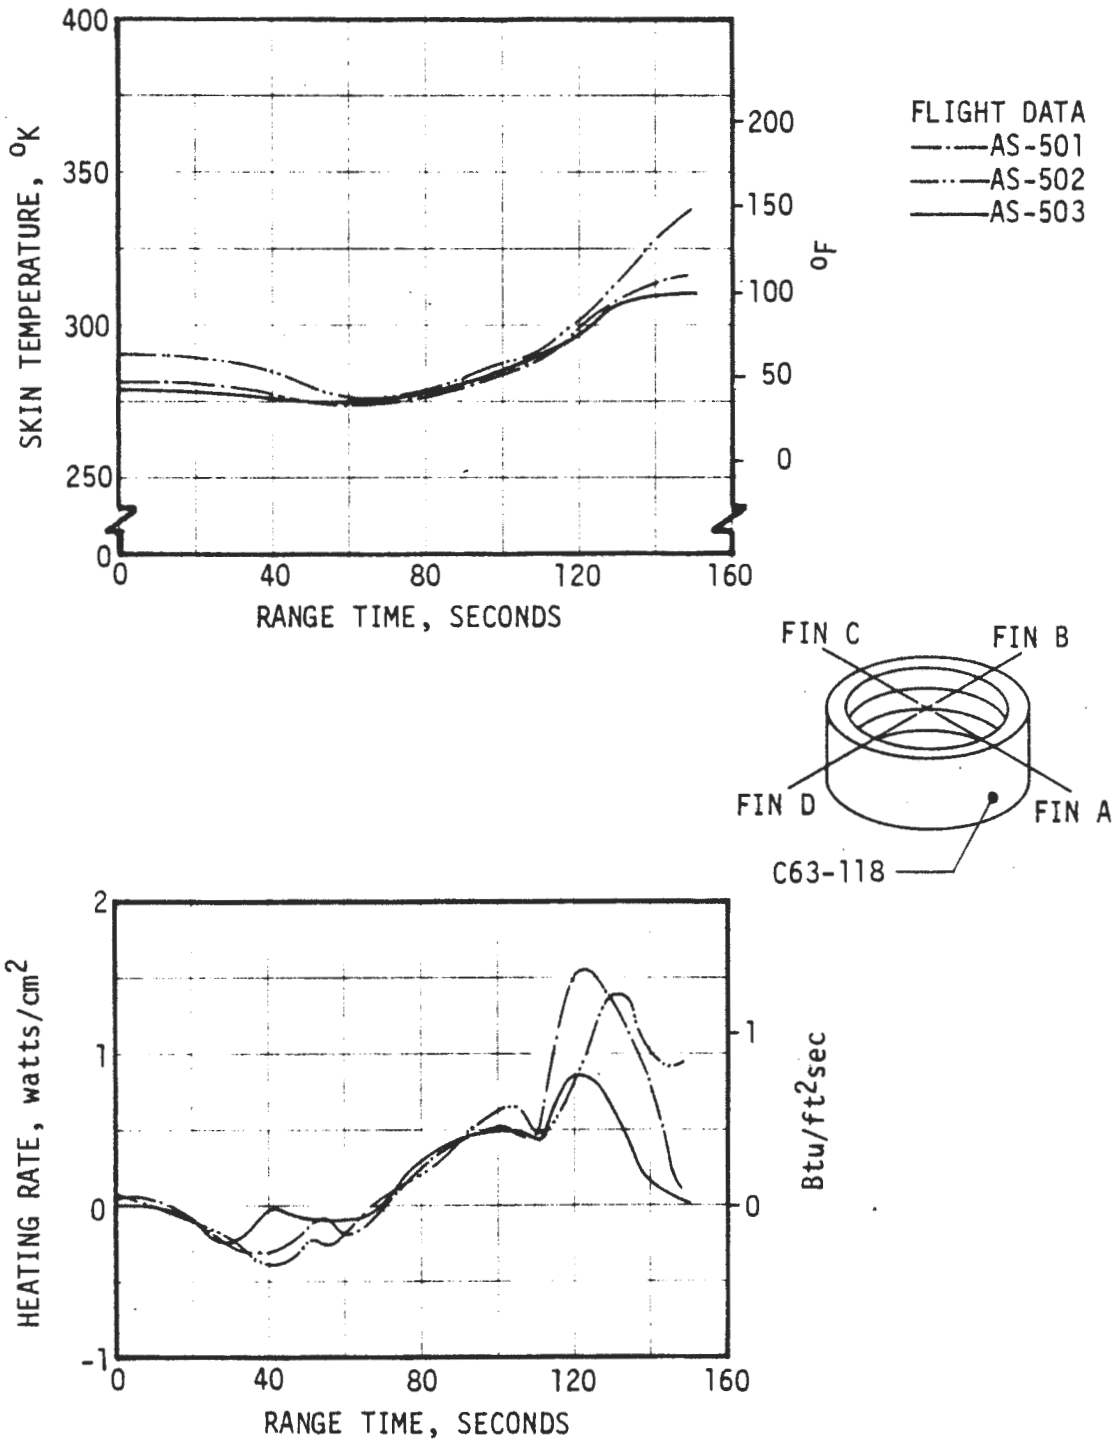 FLIGHT DATA
AS-501
AS-502
AS-503
SKIN TEMPERATURE, °K
400
350
300
250
0
°F
200
150
100
50
0
0 40 80 120 160
RANGE TIME, SECONDS
FIN C FIN B
FIN D FIN A
C63-118
HEATING RATE, watts/cm²
2
1
0
-1
Btu/ft²sec
1
0
0 40 80 120 160
RANGE TIME, SECONDS